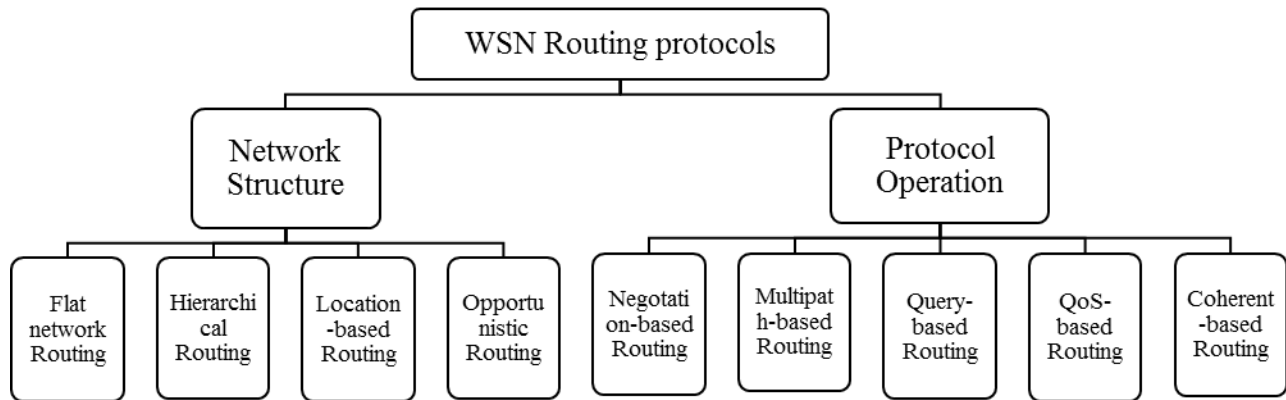 WSN Routing protocols
Network
Structure
Protocol
Operation
Flat
network
Routing
Hierarchi
cal
Routing
Location
-based
Routing
Opportu
nistic
Routing
Negotati
on-based
Routing
Multipat
h-based
Routing
Query-
based
Routing
QoS-
based
Routing
Coherent
-based
Routing